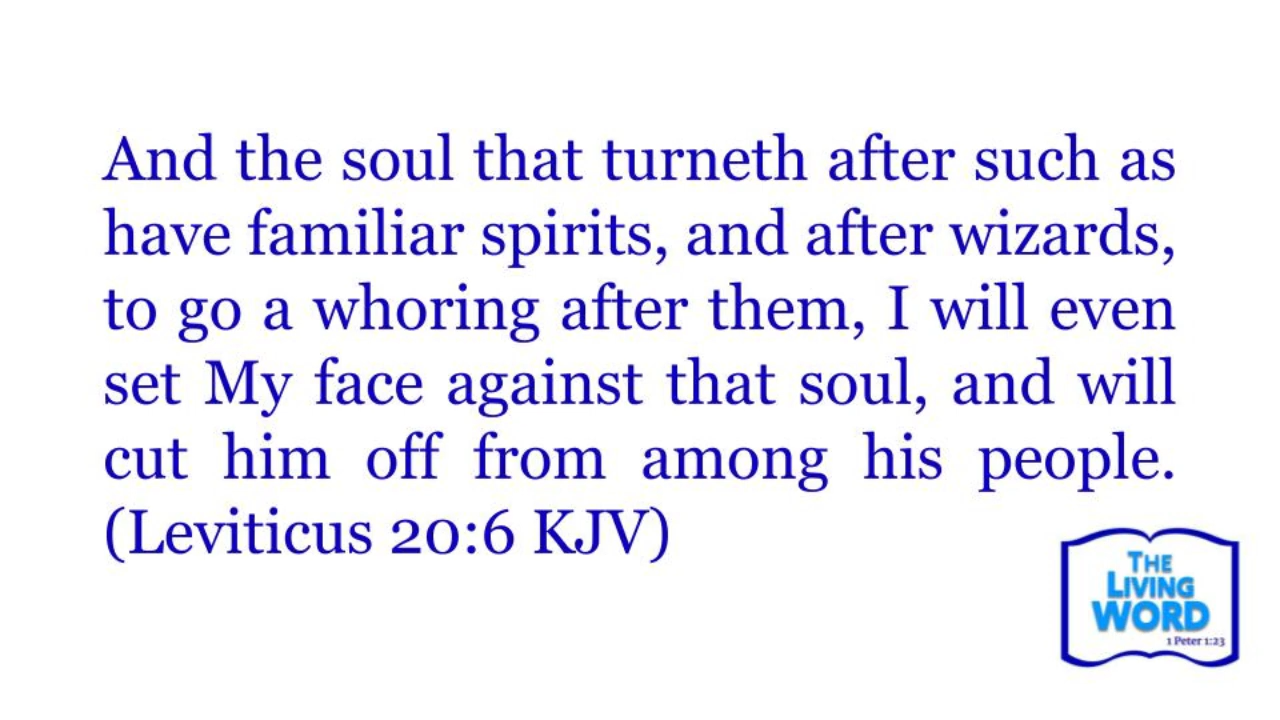 And the soul that turneth after such as
have familiar spirits, and after wizards,
to go a whoring after them, I will even
set My face against that soul, and will
cut him off from among his people.
(Leviticus 20:6 KJV)
THE
LIVING
WORD
1 Peter 1:23